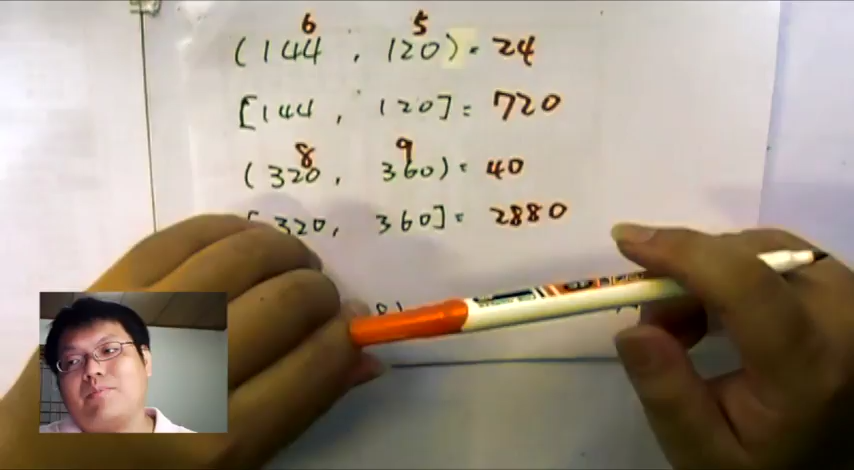 6 5
(144, 120) = 24
[144, 120] = 720
8 9
(320, 360) = 40
[320, 360] = 2880